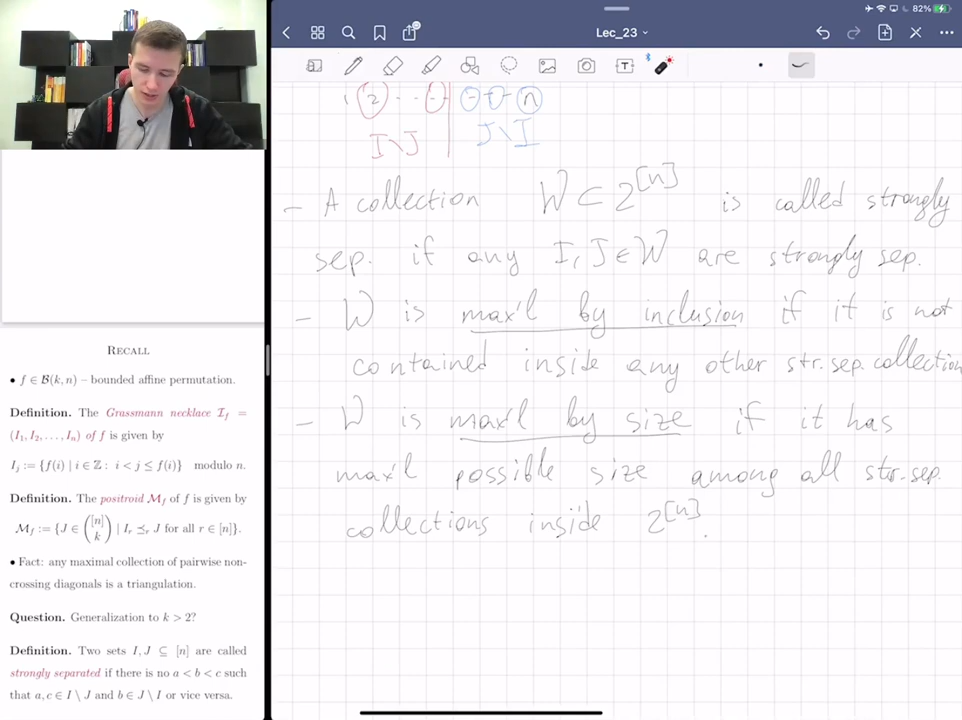 82%
Lec_23
1 2 ... - | - - n
I\J J\I
– A collection W ⊂ 2^[n] is called strongly
sep. if any I, J ∈ W are strongly sep.
– W is max'l by inclusion if it is not
contained inside any other str. sep. collection
– W is max'l by size if it has
max'l possible size among all str. sep.
collections inside 2^[n].
RECALL
• f ∈ B(k, n) – bounded affine permutation.
Definition. The Grassmann necklace I_f =
(I_1, I_2, . . . , I_n) of f is given by
I_j := {f(i) | i ∈ ℤ : i < j ≤ f(i)} modulo n.
Definition. The positroid M_f of f is given by
M_f := {J ∈ ([n] k) | I_r ⪯_r J for all r ∈ [n]}.
• Fact: any maximal collection of pairwise non-
crossing diagonals is a triangulation.
Question. Generalization to k > 2?
Definition. Two sets I, J ⊆ [n] are called
strongly separated if there is no a < b < c such
that a, c ∈ I \ J and b ∈ J \ I or vice versa.